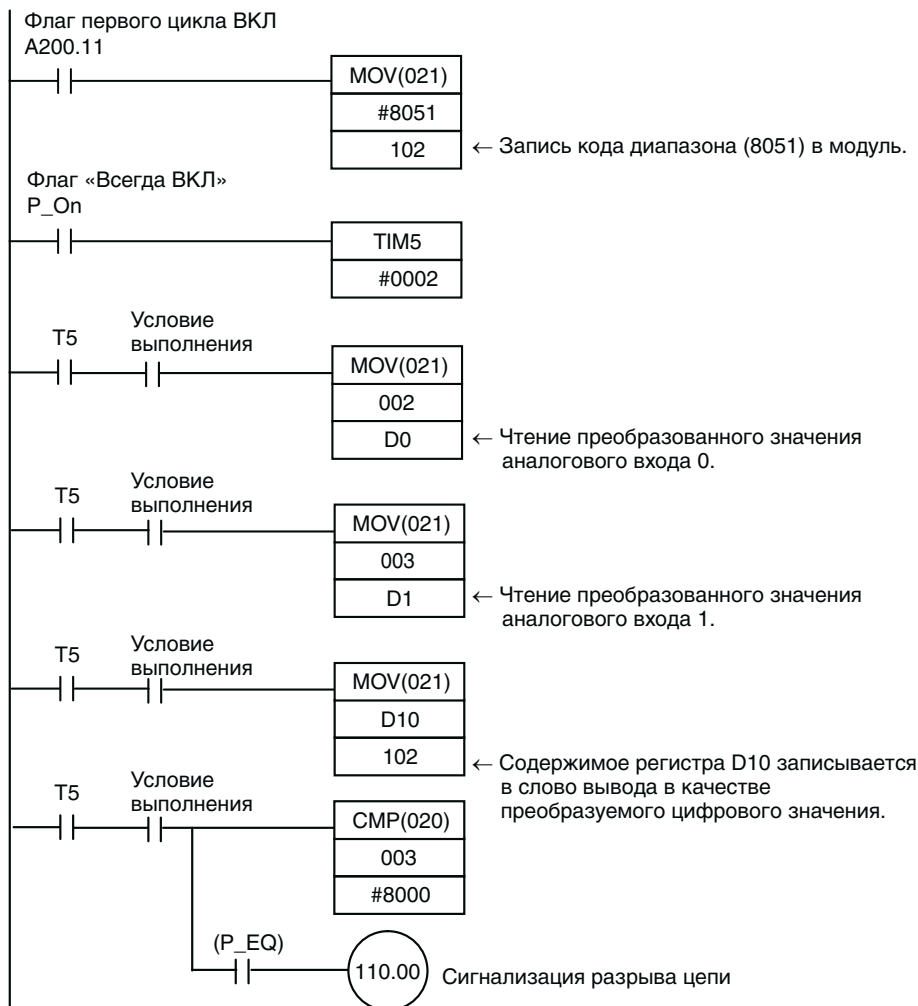 Флаг первого цикла ВКЛ
A200.11
MOV(021)
#8051
102
← Запись кода диапазона (8051) в модуль.
Флаг «Всегда ВКЛ»
P_On
TIM5
#0002
T5
Условие
выполнения
MOV(021)
002
D0
← Чтение преобразованного значения
аналогового входа 0.
T5
Условие
выполнения
MOV(021)
003
D1
← Чтение преобразованного значения
аналогового входа 1.
T5
Условие
выполнения
MOV(021)
D10
102
← Содержимое регистра D10 записывается
в слово вывода в качестве
преобразуемого цифрового значения.
T5
Условие
выполнения
CMP(020)
003
#8000
(P_EQ)
110.00
Сигнализация разрыва цепи